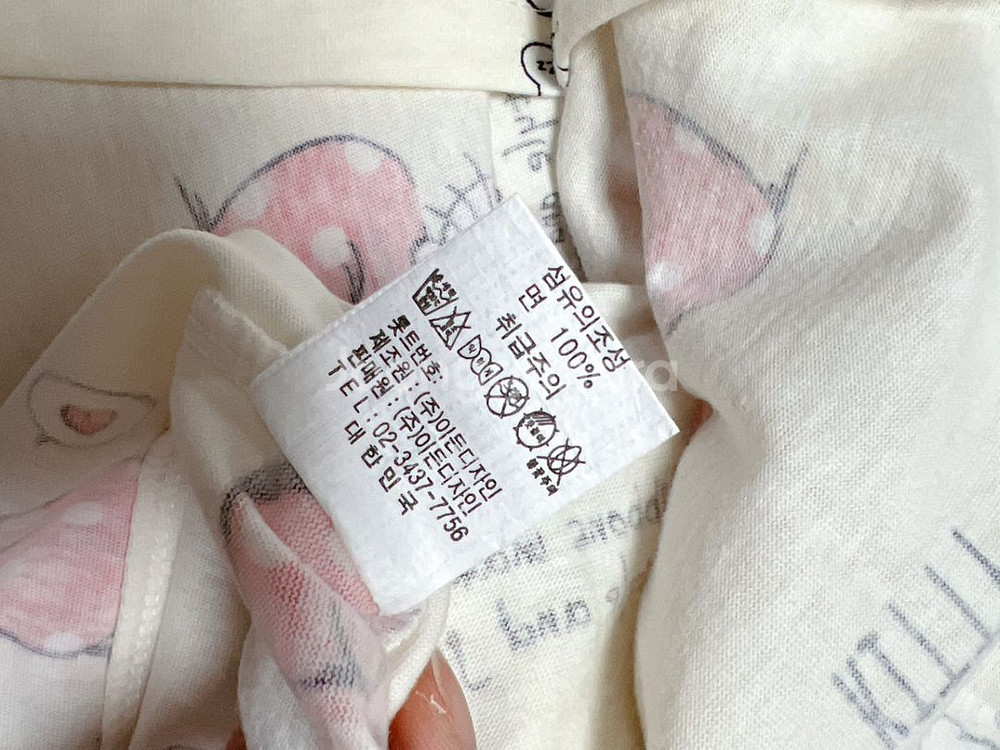 섬유의조성
면 100%
취급주의
롯트번호:
제조원 : (주)이든디자인
판매원 : (주)이든디자인
TEL : 02-3437-7756
대한민국
and